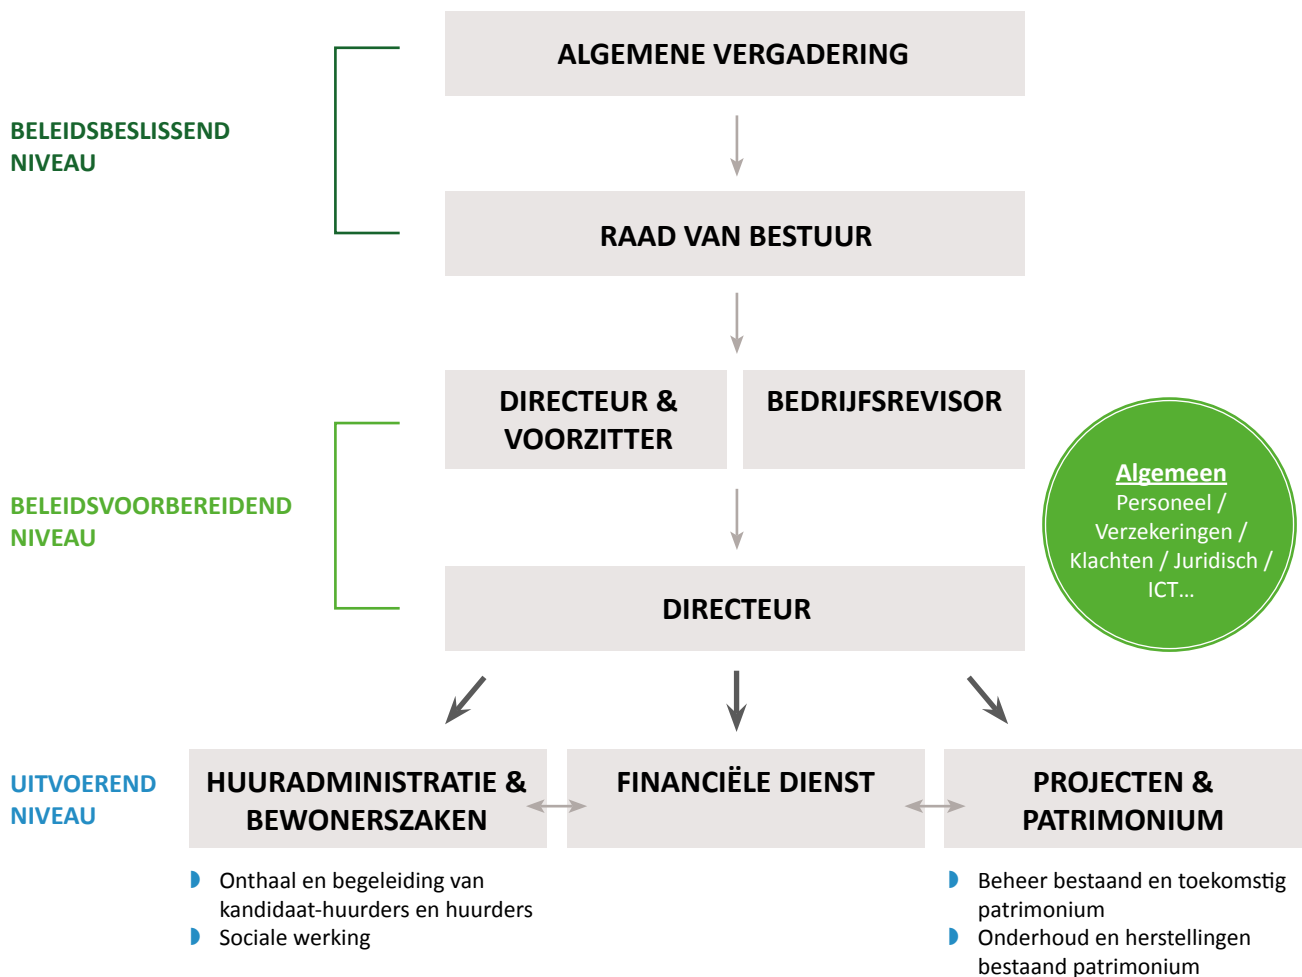 ALGEMENE VERGADERING
BELEIDSBESLISSEND
NIVEAU
RAAD VAN BESTUUR
DIRECTEUR &
VOORZITTER
BEDRIJFSREVISOR
Algemeen
Personeel /
Verzekeringen /
Klachten / Juridisch /
ICT...
BELEIDSVOORBEREIDEND
NIVEAU
DIRECTEUR
UITVOEREND
NIVEAU
HUURADMINISTRATIE &
BEWONERSZAKEN
FINANCIËLE DIENST
PROJECTEN &
PATRIMONIUM
Onthaal en begeleiding van
kandidaat-huurders en huurders
Sociale werking
Beheer bestaand en toekomstig
patrimonium
Onderhoud en herstellingen
bestaand patrimonium